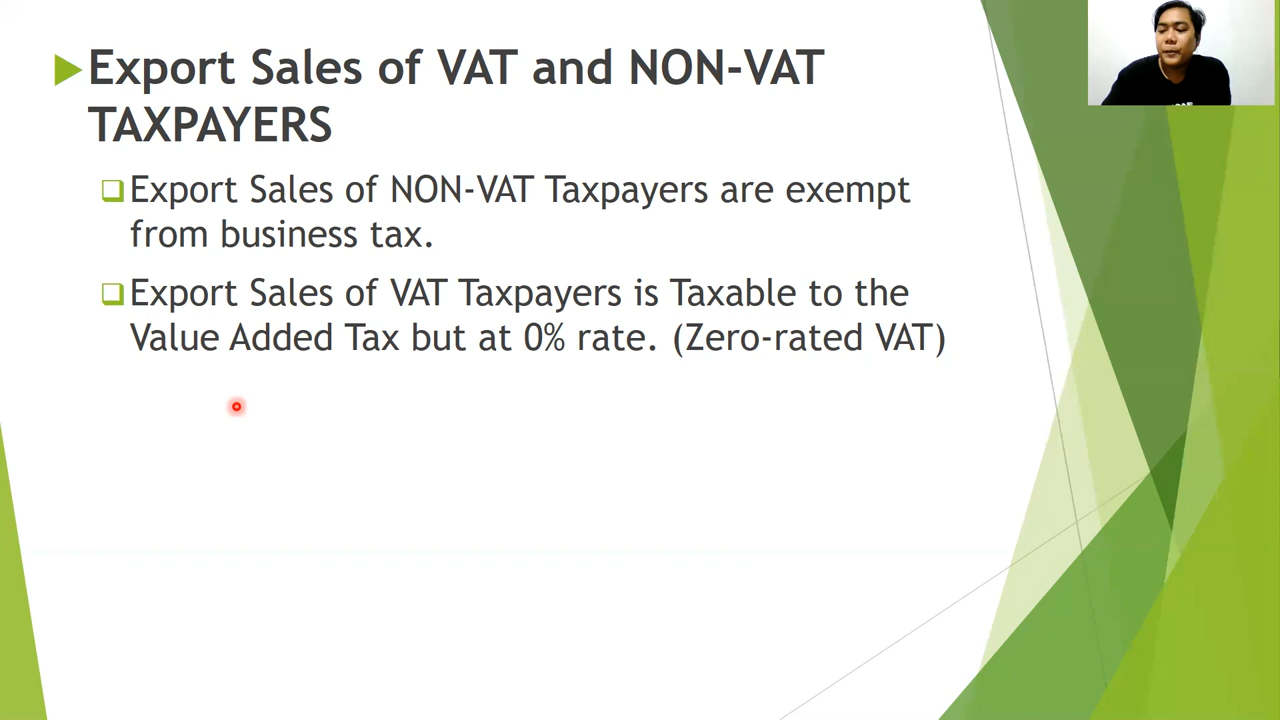 Export Sales of VAT and NON-VAT
TAXPAYERS
Export Sales of NON-VAT Taxpayers are exempt
from business tax.
Export Sales of VAT Taxpayers is Taxable to the
Value Added Tax but at 0% rate. (Zero-rated VAT)